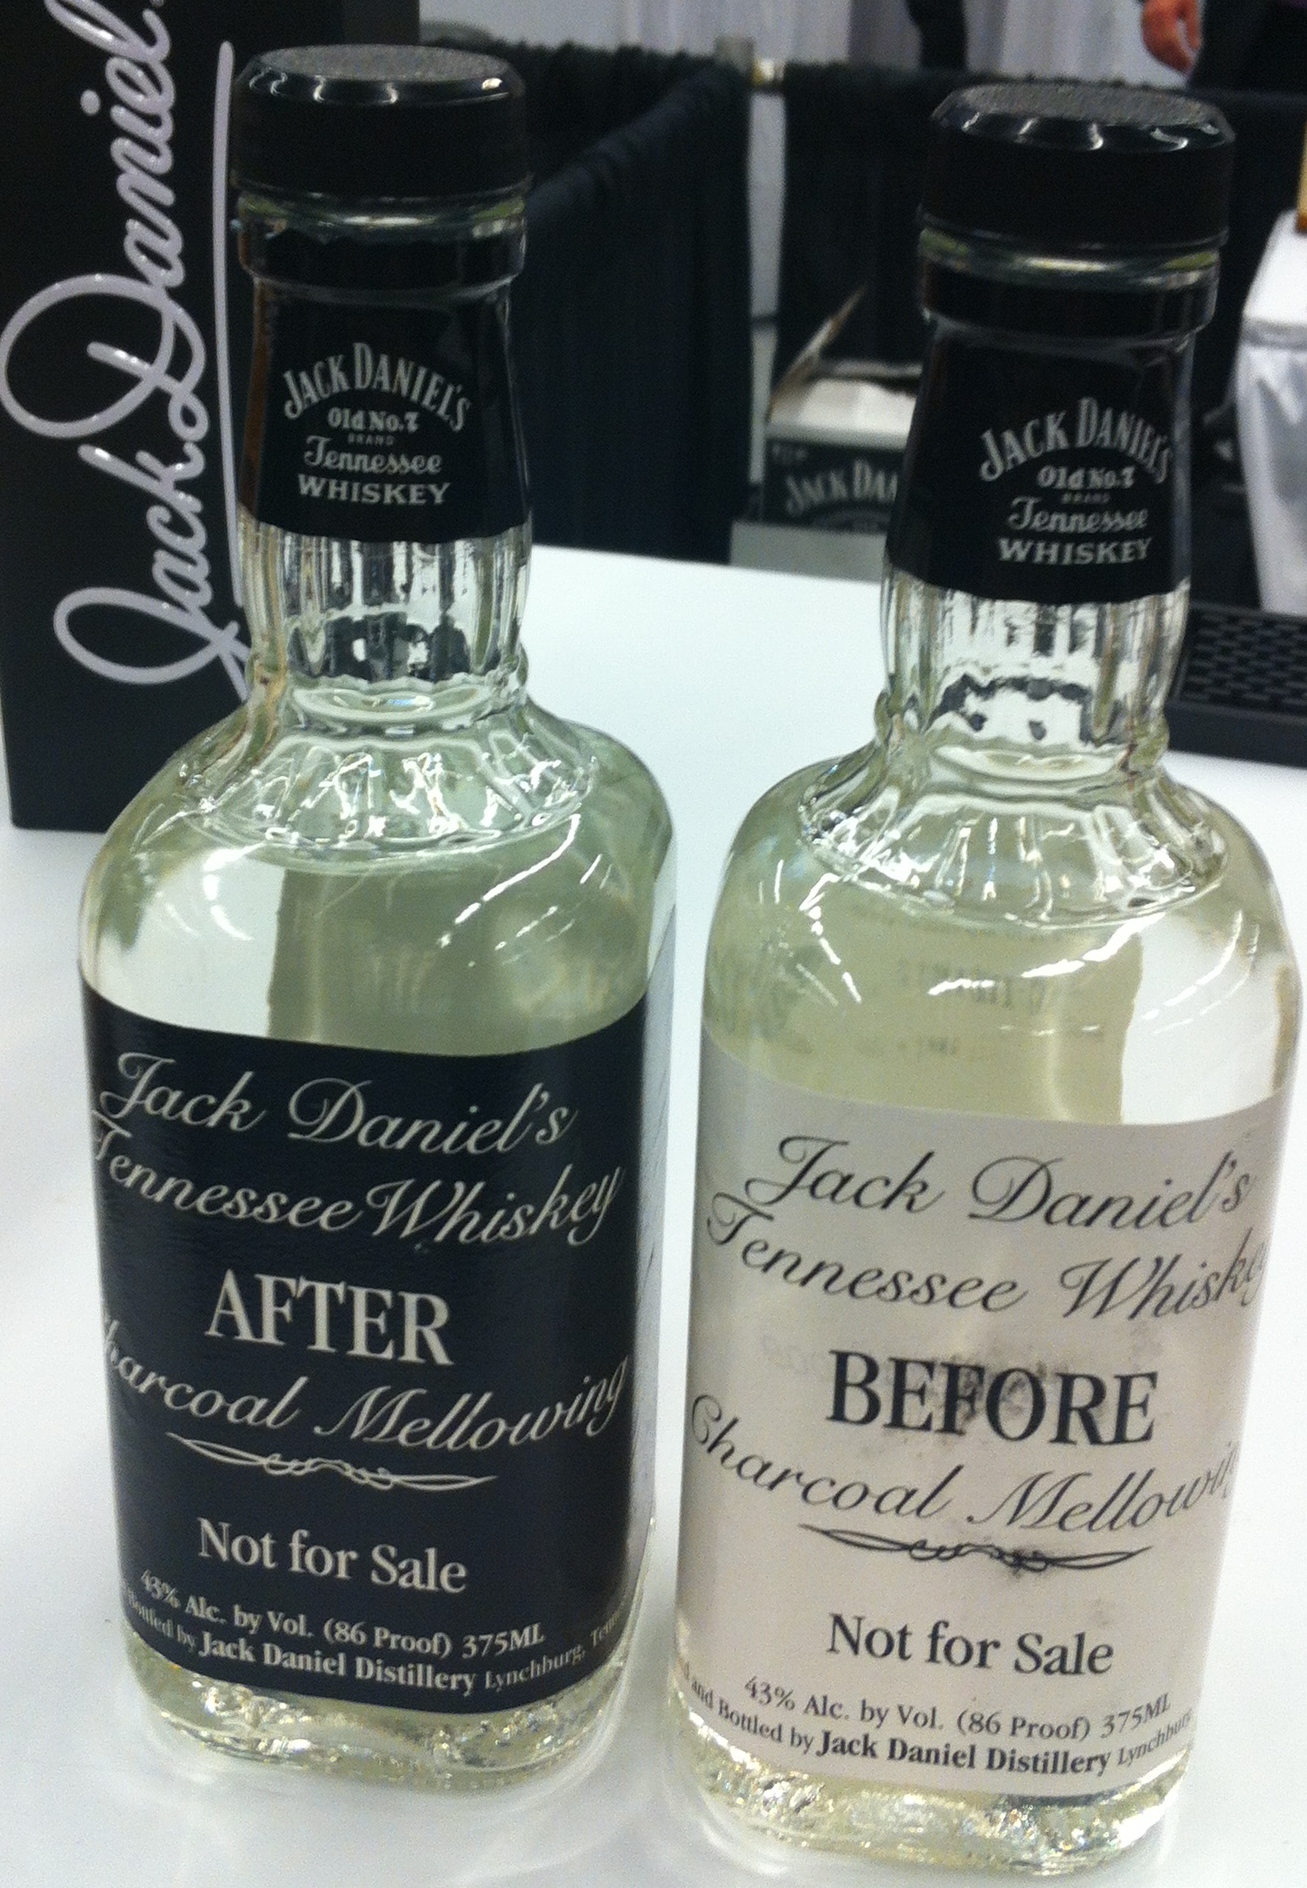 Jack Daniel's
JACK DANIEL'S
Old No. 7
BRAND
Tennessee
WHISKEY
Jack Daniel's
Tennessee Whiskey
AFTER
Charcoal Mellowing
Not for Sale
43% Alc. by Vol. (86 Proof) 375ML
Bottled by Jack Daniel Distillery Lynchburg,
JACK DANIEL'S
Old No. 7
BRAND
Tennessee
WHISKEY
Jack Daniel's
Tennessee Whiskey
BEFORE
Charcoal Mellowing
Not for Sale
43% Alc. by Vol. (86 Proof) 375ML
and Bottled by Jack Daniel Distillery Lynchburg
JACK DAN